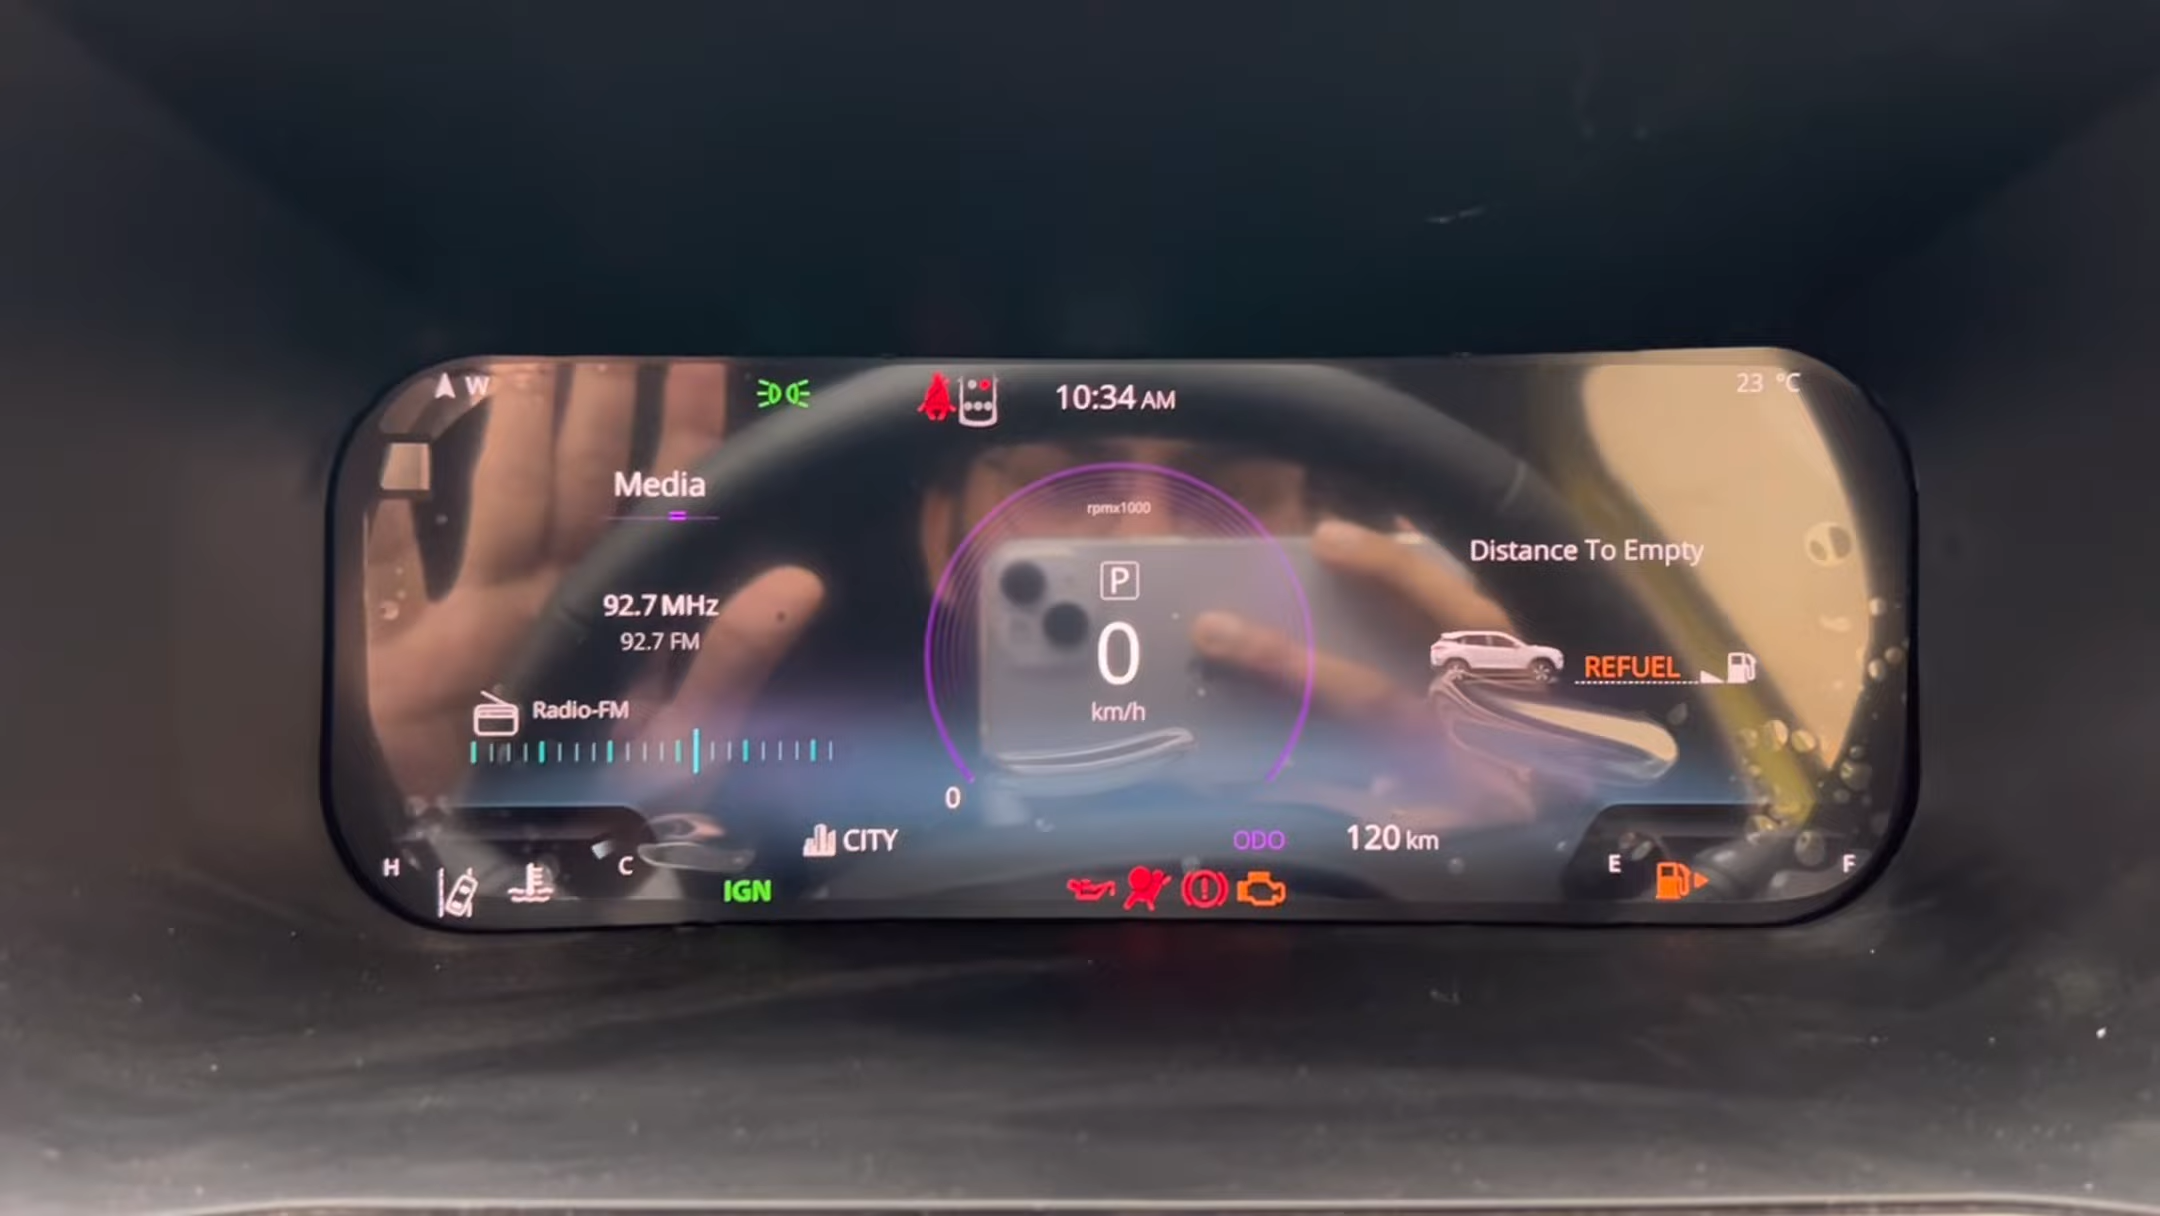 W
10:34 AM
23 °C
Media
rpmx1000
P
Distance To Empty
92.7 MHz
92.7 FM
0
km/h
REFUEL
Radio-FM
0
CITY
ODO 120 km
H
C
E
F
IGN